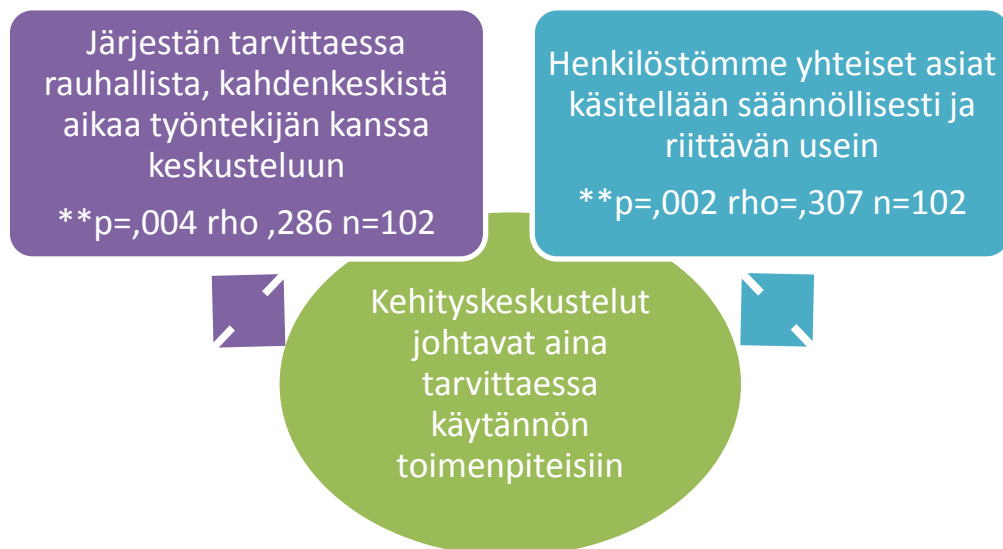 Järjestän tarvittaessa
rauhallista, kahdenkeskistä
aikaa työntekijän kanssa
keskusteluun
**p=,004 rho ,286 n=102
Henkilöstömme yhteiset asiat
käsitellään säännöllisesti ja
riittävän usein
**p=,002 rho=,307 n=102
Kehityskeskustelut
johtavat aina
tarvittaessa
käytännön
toimenpiteisiin